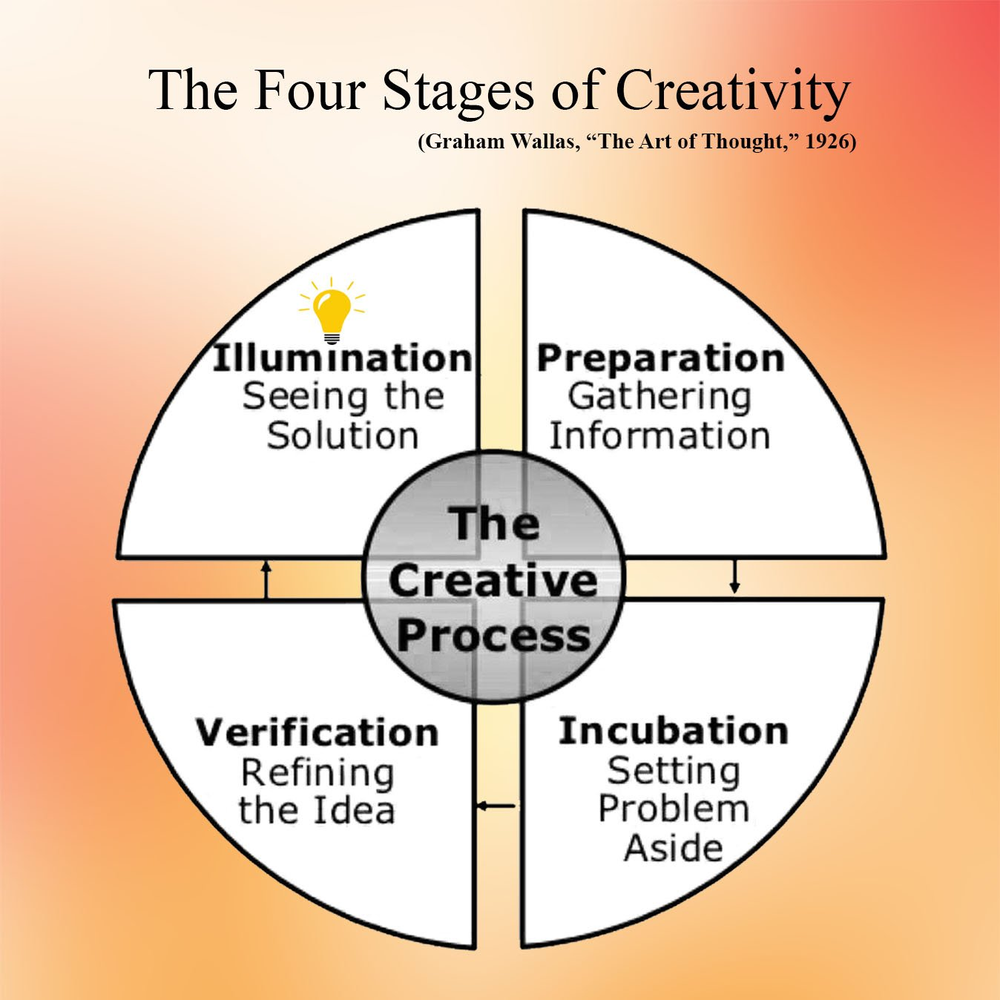 The Four Stages of Creativity
(Graham Wallas, “The Art of Thought,” 1926)
Illumination
Seeing the
Solution
Preparation
Gathering
Information
The
Creative
Process
Verification
Refining
the Idea
Incubation
Setting
Problem
Aside